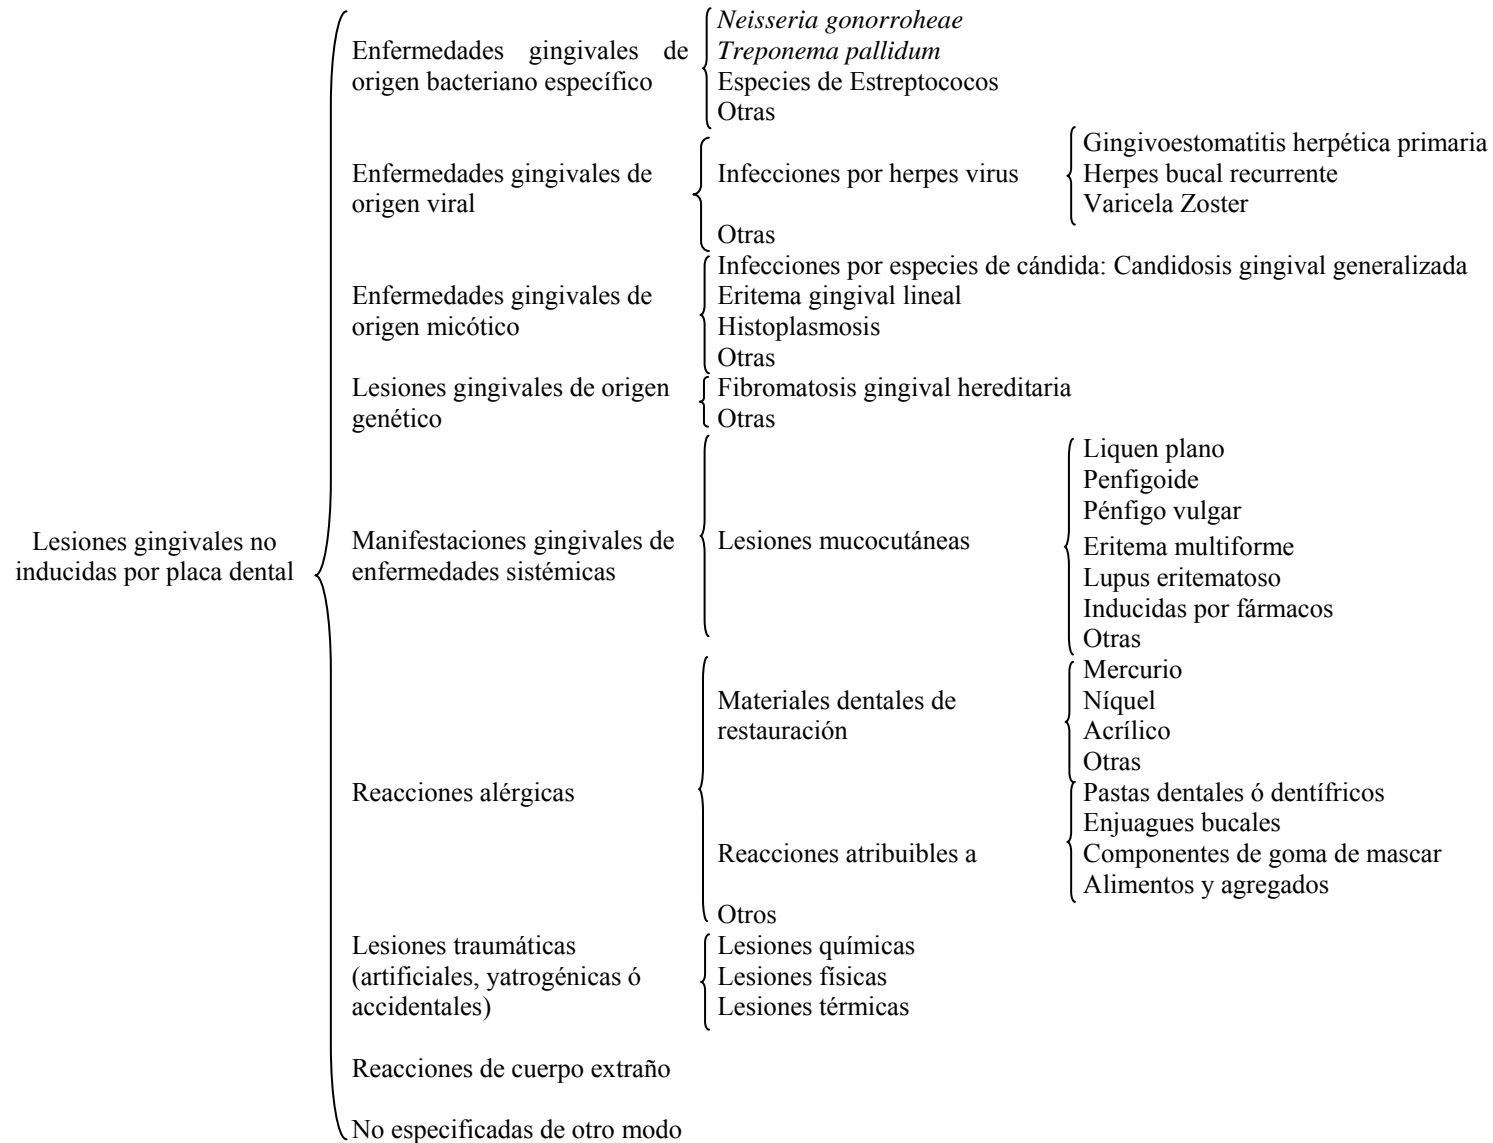 Lesiones gingivales no
inducidas por placa dental
Enfermedades gingivales de
origen bacteriano específico
Neisseria gonorroheae
Treponema pallidum
Especies de Estreptococos
Otras
Enfermedades gingivales de
origen viral
Infecciones por herpes virus
Gingivoestomatitis herpética primaria
Herpes bucal recurrente
Varicela Zoster
Otras
Enfermedades gingivales de
origen micótico
Infecciones por especies de cándida: Candidosis gingival generalizada
Eritema gingival lineal
Histoplasmosis
Otras
Lesiones gingivales de origen
genético
Fibromatosis gingival hereditaria
Otras
Manifestaciones gingivales de
enfermedades sistémicas
Lesiones mucocutáneas
Liquen plano
Penfigoide
Pénfigo vulgar
Eritema multiforme
Lupus eritematoso
Inducidas por fármacos
Otras
Reacciones alérgicas
Materiales dentales de
restauración
Mercurio
Níquel
Acrílico
Otras
Reacciones atribuibles a
Pastas dentales ó dentífricos
Enjuagues bucales
Componentes de goma de mascar
Alimentos y agregados
Otros
Lesiones traumáticas
(artificiales, yatrogénicas ó
accidentales)
Lesiones químicas
Lesiones físicas
Lesiones térmicas
Reacciones de cuerpo extraño
No especificadas de otro modo